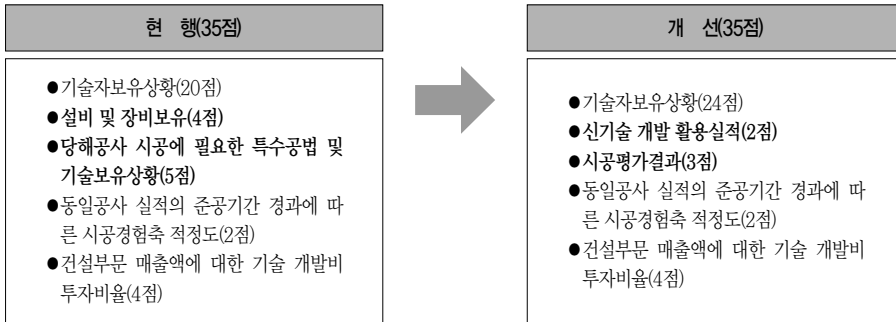 현 행(35점)
●기술자보유상황(20점)
●설비 및 장비보유(4점)
●당해공사 시공에 필요한 특수공법 및
기술보유상황(5점)
●동일공사 실적의 준공기간 경과에 따
른 시공경험축 적정도(2점)
●건설부문 매출액에 대한 기술 개발비
투자비율(4점)
개 선(35점)
●기술자보유상황(24점)
●신기술 개발 활용실적(2점)
●시공평가결과(3점)
●동일공사 실적의 준공기간 경과에 따
른 시공경험축 적정도(2점)
●건설부문 매출액에 대한 기술 개발비
투자비율(4점)